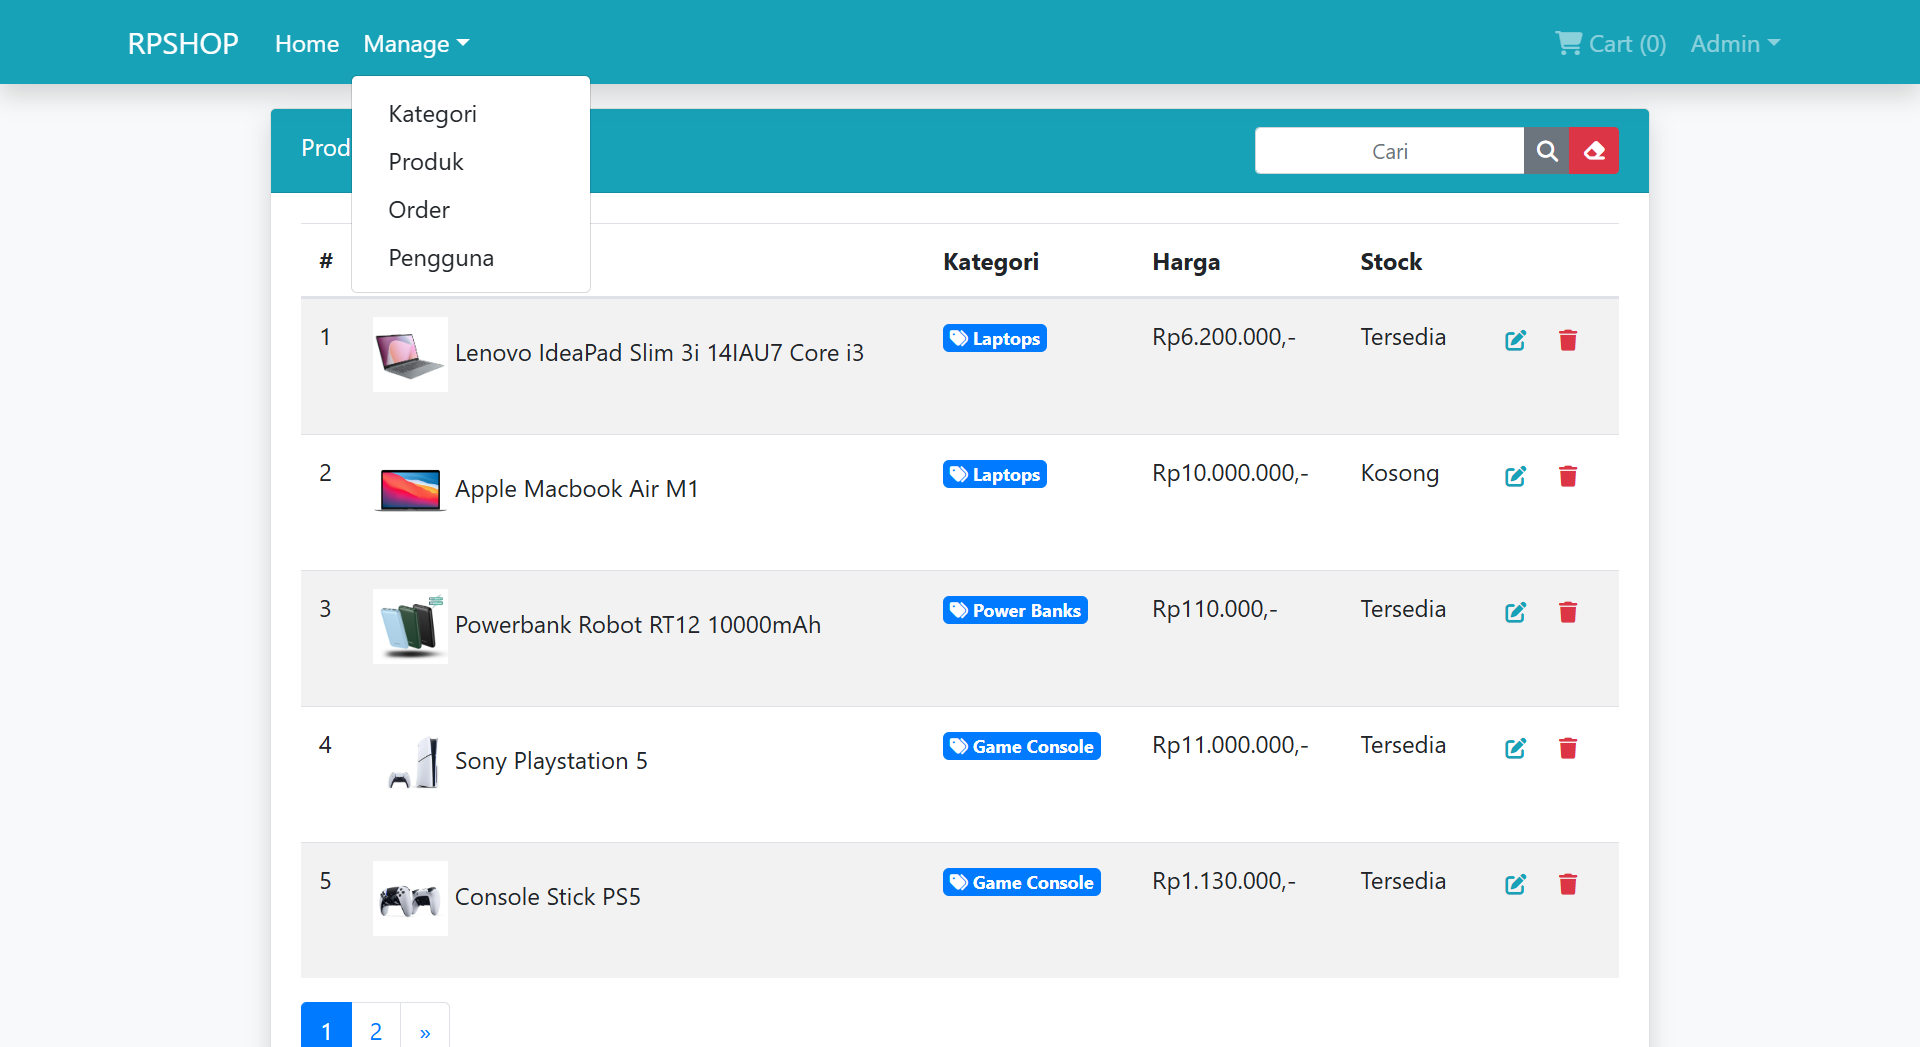 RPSHOP Home Manage Cart (0) Admin
Kategori
Produk
Order
Pengguna
Prod
Cari
# Kategori Harga Stock
1 Lenovo IdeaPad Slim 3i 14IAU7 Core i3 Laptops Rp6.200.000,- Tersedia
2 Apple Macbook Air M1 Laptops Rp10.000.000,- Kosong
3 Powerbank Robot RT12 10000mAh Power Banks Rp110.000,- Tersedia
4 Sony Playstation 5 Game Console Rp11.000.000,- Tersedia
5 Console Stick PS5 Game Console Rp1.130.000,- Tersedia
1 2 »